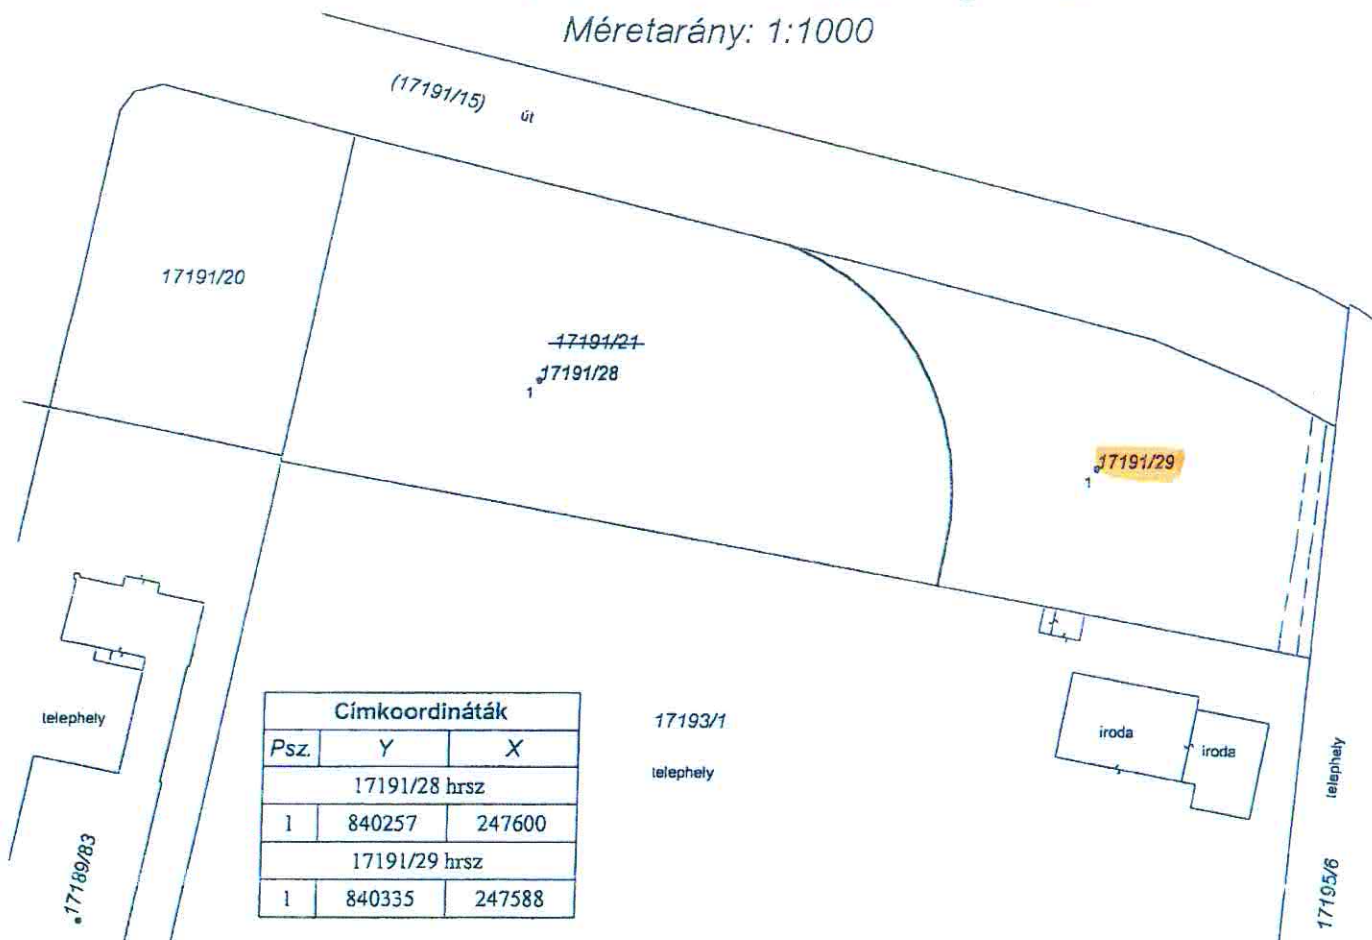 Méretarány: 1:1000
(17191/15)
út
17191/20
17191/21
17191/28
1
17191/29
1
telephely
Címkoordináták
Psz. Y X
17191/28 hrsz
1 840257 247600
17191/29 hrsz
1 840335 247588
17193/1
telephely
iroda
iroda
telephely
17195/6
17189/83